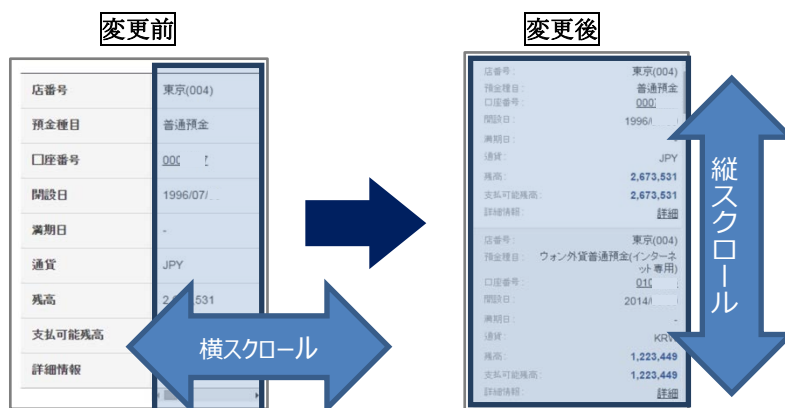 変更前
店番号 東京(004)
預金種目 普通預金
口座番号 000
開設日 1996/07/
満期日 -
通貨 JPY
残高 2,6 ,531
支払可能残高
詳細情報
横スクロール
変更後
店番号: 東京(004)
預金種目: 普通預金
口座番号: 000
開設日: 1996/
満期日:
通貨: JPY
残高: 2,673,531
支払可能残高: 2,673,531
詳細情報: 詳細
店番号: 東京(004)
預金種目: ウォン外貨普通預金(インターネ
ット専用)
口座番号: 010
開設日: 2014/
満期日: -
通貨: KRW
残高: 1,223,449
支払可能残高: 1,223,449
詳細情報: 詳細
縦スクロール